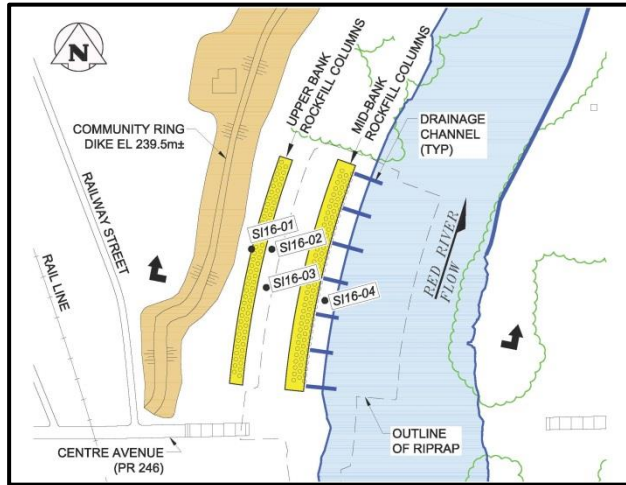 N
COMMUNITY RING
DIKE EL 239.5m±
UPPER BANK
ROCKFILL COLUMNS
MID-BANK
ROCKFILL COLUMNS
DRAINAGE
CHANNEL
(TYP)
RAILWAY STREET
RAIL LINE
SI16-01
SI16-02
SI16-03
SI16-04
RED RIVER
FLOW
CENTRE AVENUE
(PR 246)
OUTLINE
OF RIPRAP